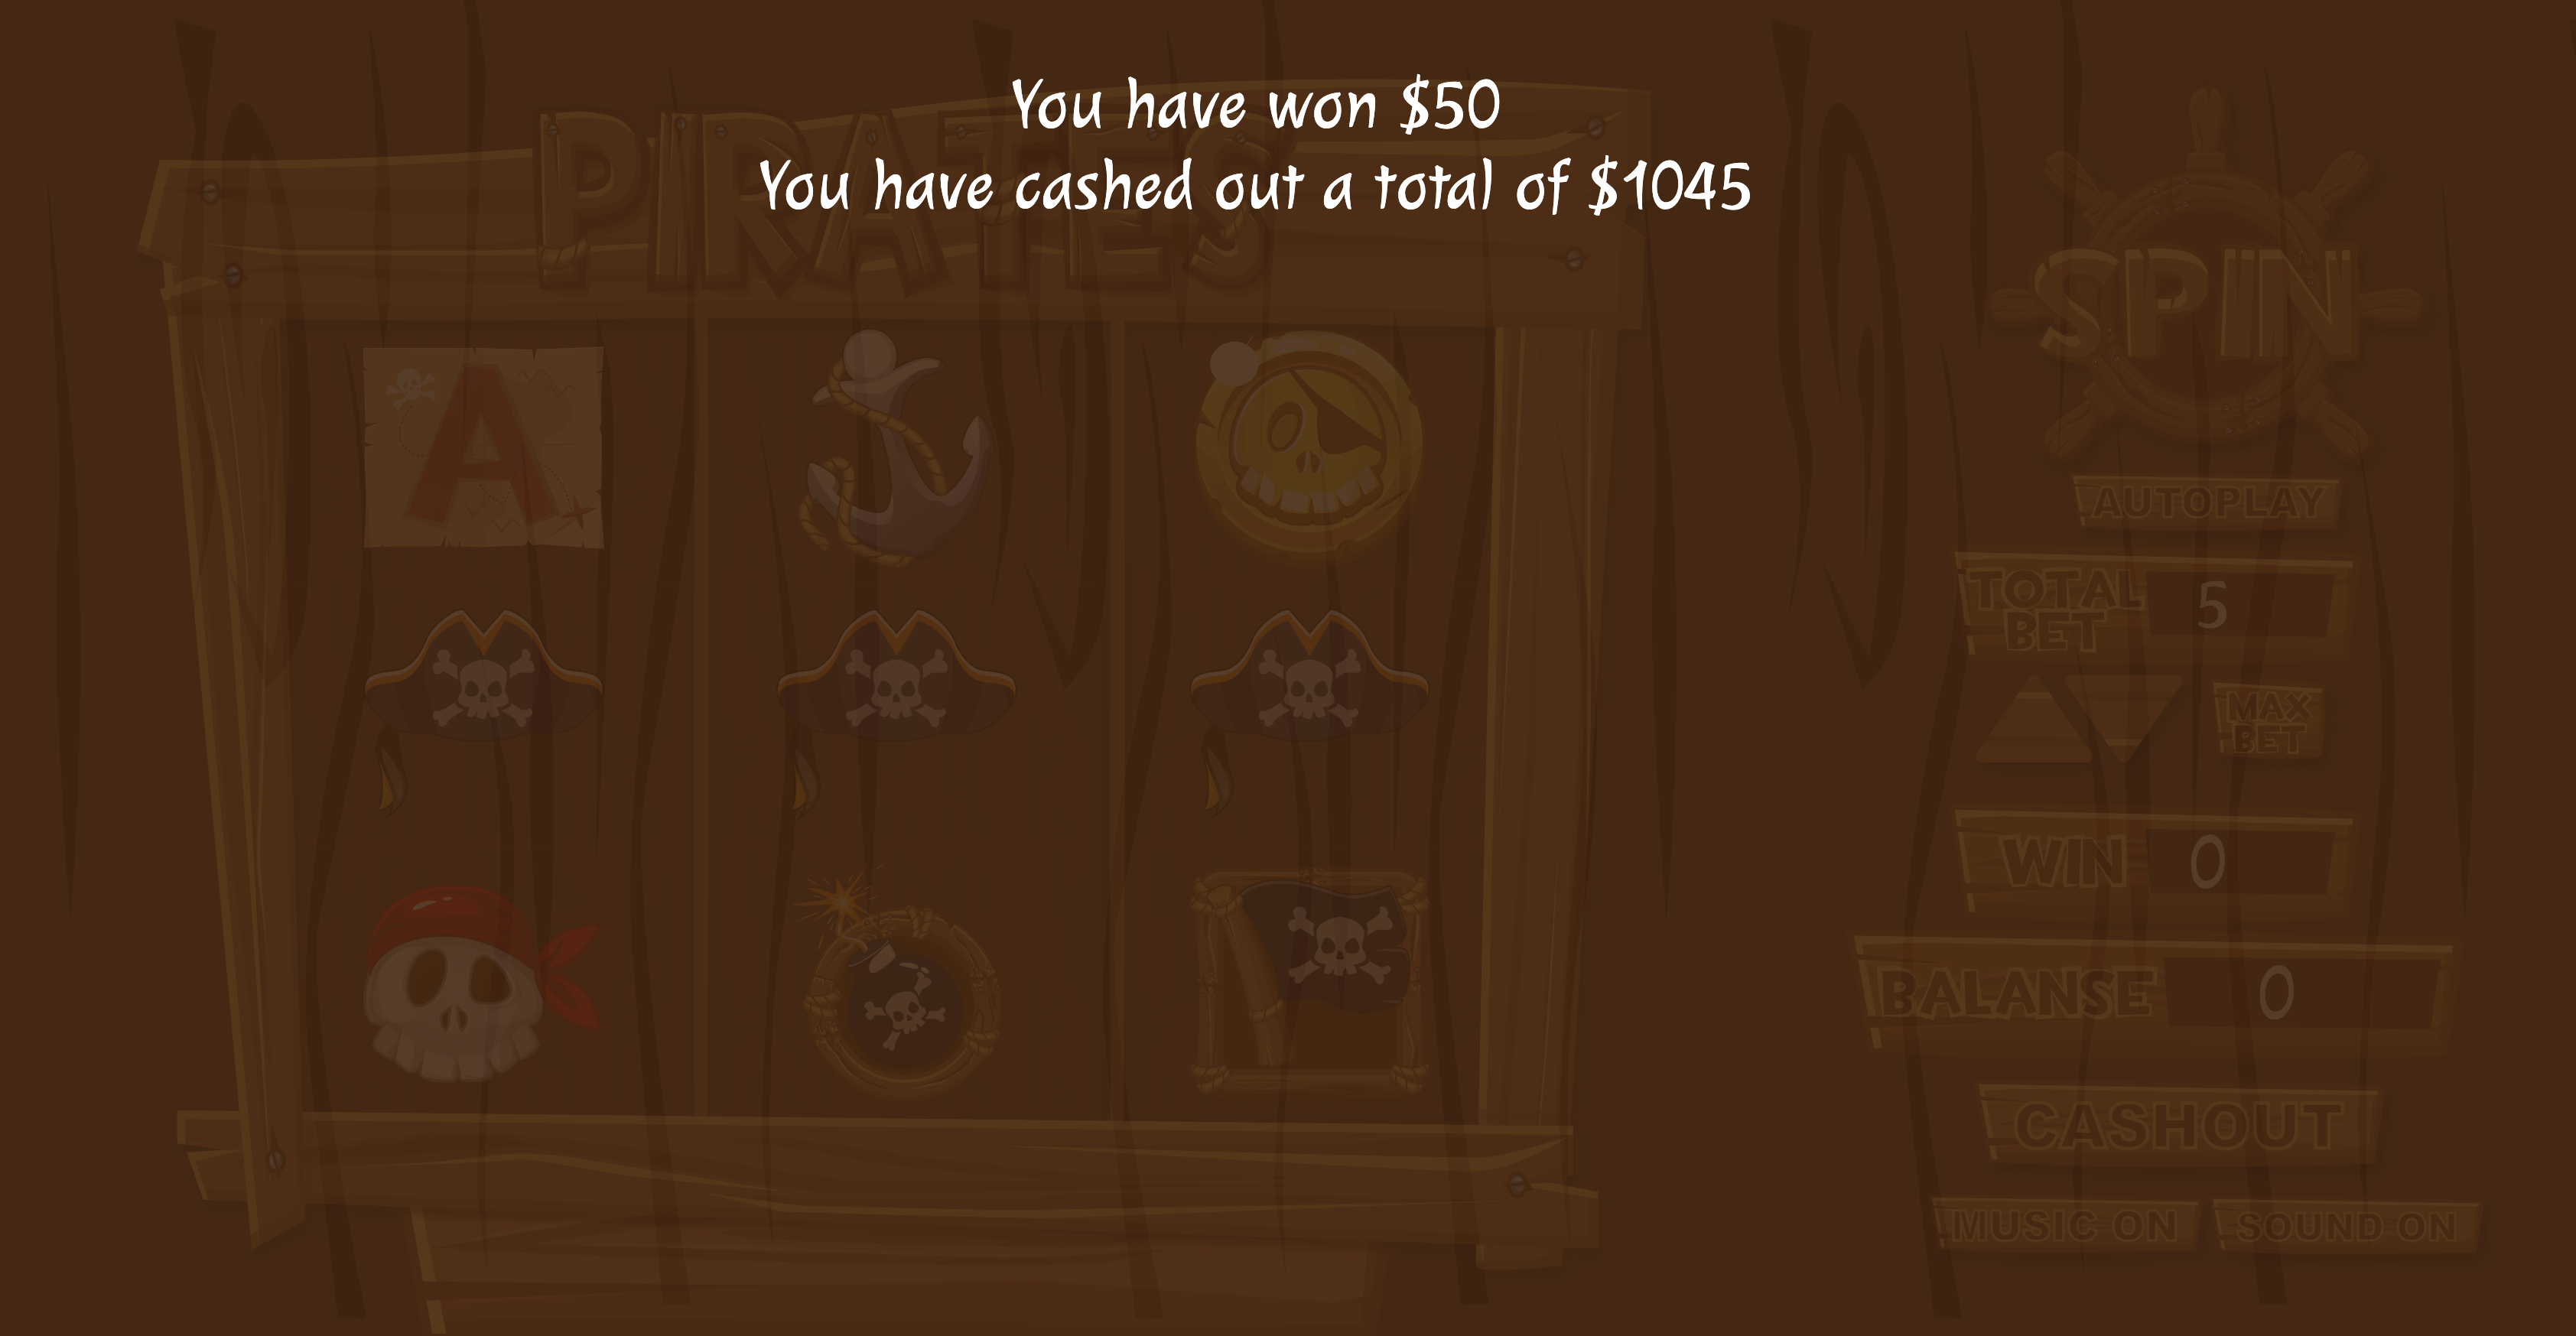 You have won $50
You have cashed out a total of $1045
PIRATES
SPIN
A
AUTOPLAY
TOTAL BET 5
MAX BET
WIN 0
BALANSE 0
CASHOUT
MUSIC ON SOUND ON